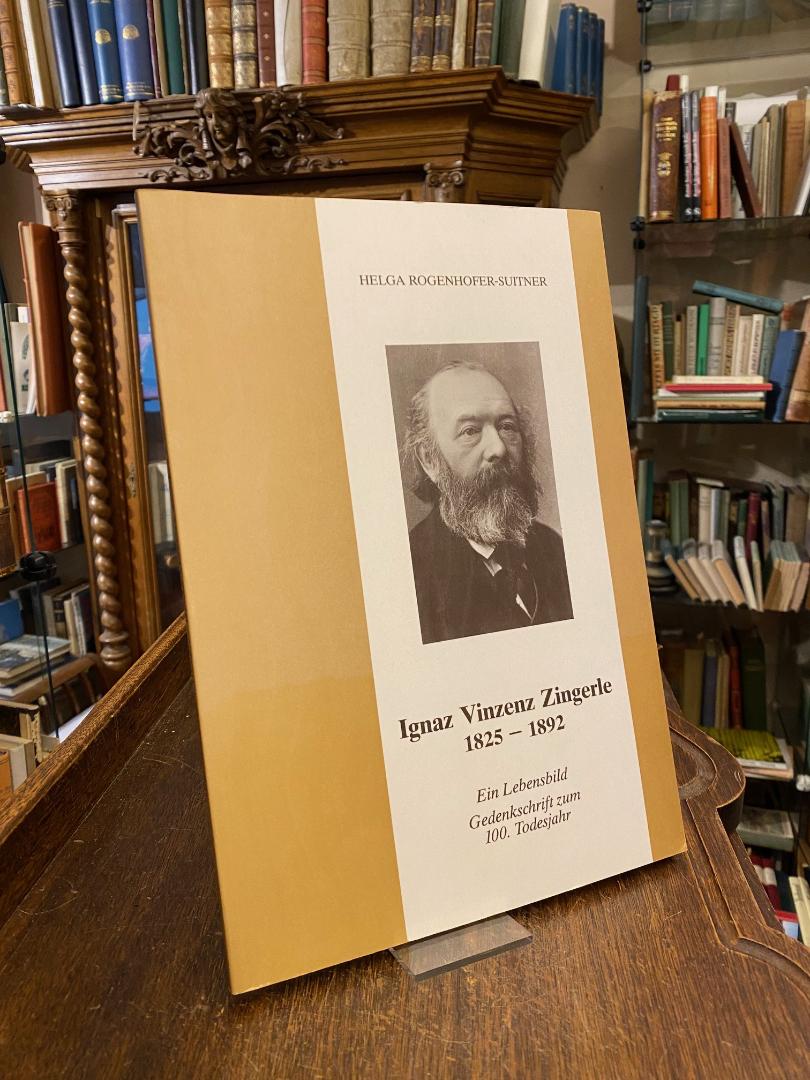 HELGA ROGENHOFER-SUITNER
Ignaz Vinzenz Zingerle
1825 – 1892
Ein Lebensbild
Gedenkschrift zum
100. Todesjahr